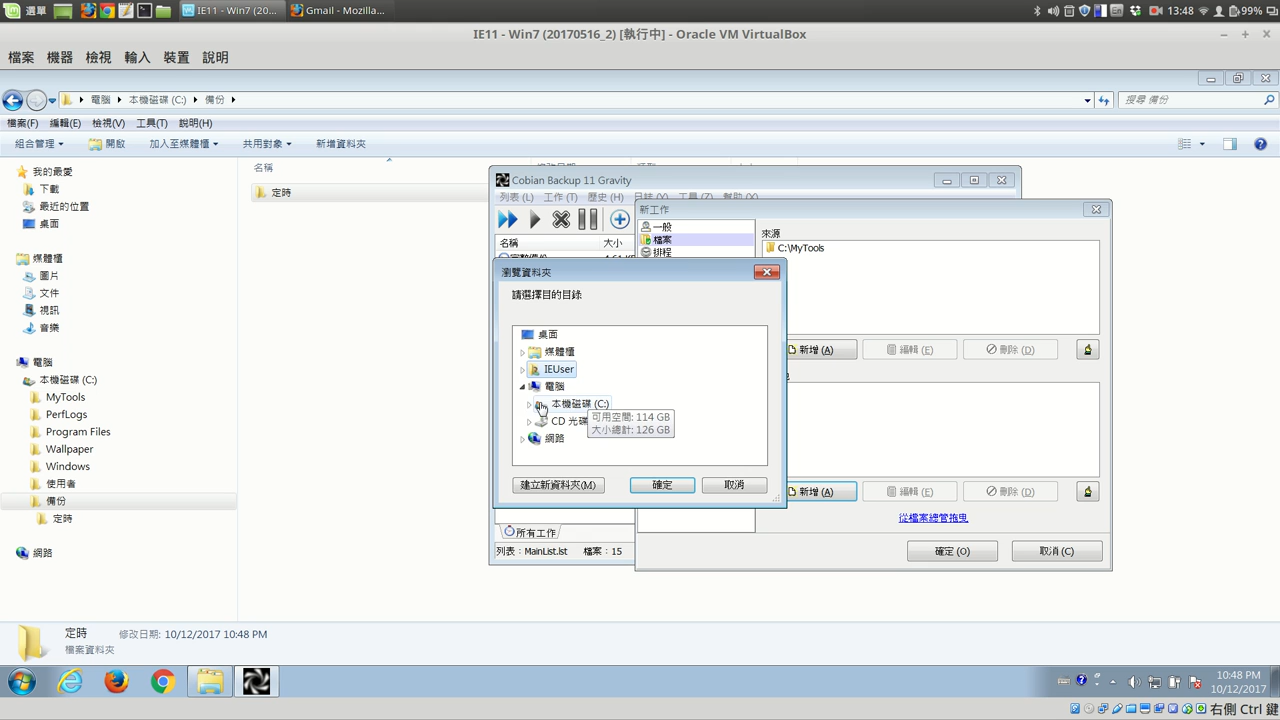 選單
IE11 - Win7 (20...
Gmail - Mozilla...
En
13:48
99%
IE11 - Win7 (20170516_2) [執行中] - Oracle VM VirtualBox
檔案 機器 檢視 輸入 裝置 說明
電腦 本機磁碟 (C:) 備份
搜尋 備份
檔案(F) 編輯(E) 檢視(V) 工具(T) 說明(H)
組合管理 開啟 加入至媒體櫃 共用對象 新增資料夾
我的最愛
下載
最近的位置
桌面
媒體櫃
圖片
文件
視訊
音樂
電腦
本機磁碟 (C:)
MyTools
PerfLogs
Program Files
Wallpaper
Windows
使用者
備份
定時
網路
名稱
定時
Cobian Backup 11 Gravity
列表 (L) 工作 (T) 歷史 (H) 日誌 (Y) 工具 (Z) 幫助 (X)
名稱 大小
所有工作
列表：MainList.lst 檔案：15
新工作
一般
檔案
排程
來源
C:\MyTools
新增 (A) 編輯 (E) 刪除 (D)
新增 (A) 編輯 (E) 刪除 (D)
從檔案總管拖曳
確定 (O) 取消 (C)
瀏覽資料夾
請選擇目的目錄
桌面
媒體櫃
IEUser
電腦
本機磁碟 (C:)
CD 光碟
網路
可用空間: 114 GB
大小總計: 126 GB
建立新資料夾(M) 確定 取消
定時 修改日期: 10/12/2017 10:48 PM
檔案資料夾
10:48 PM
10/12/2017
右側 Ctrl 鍵